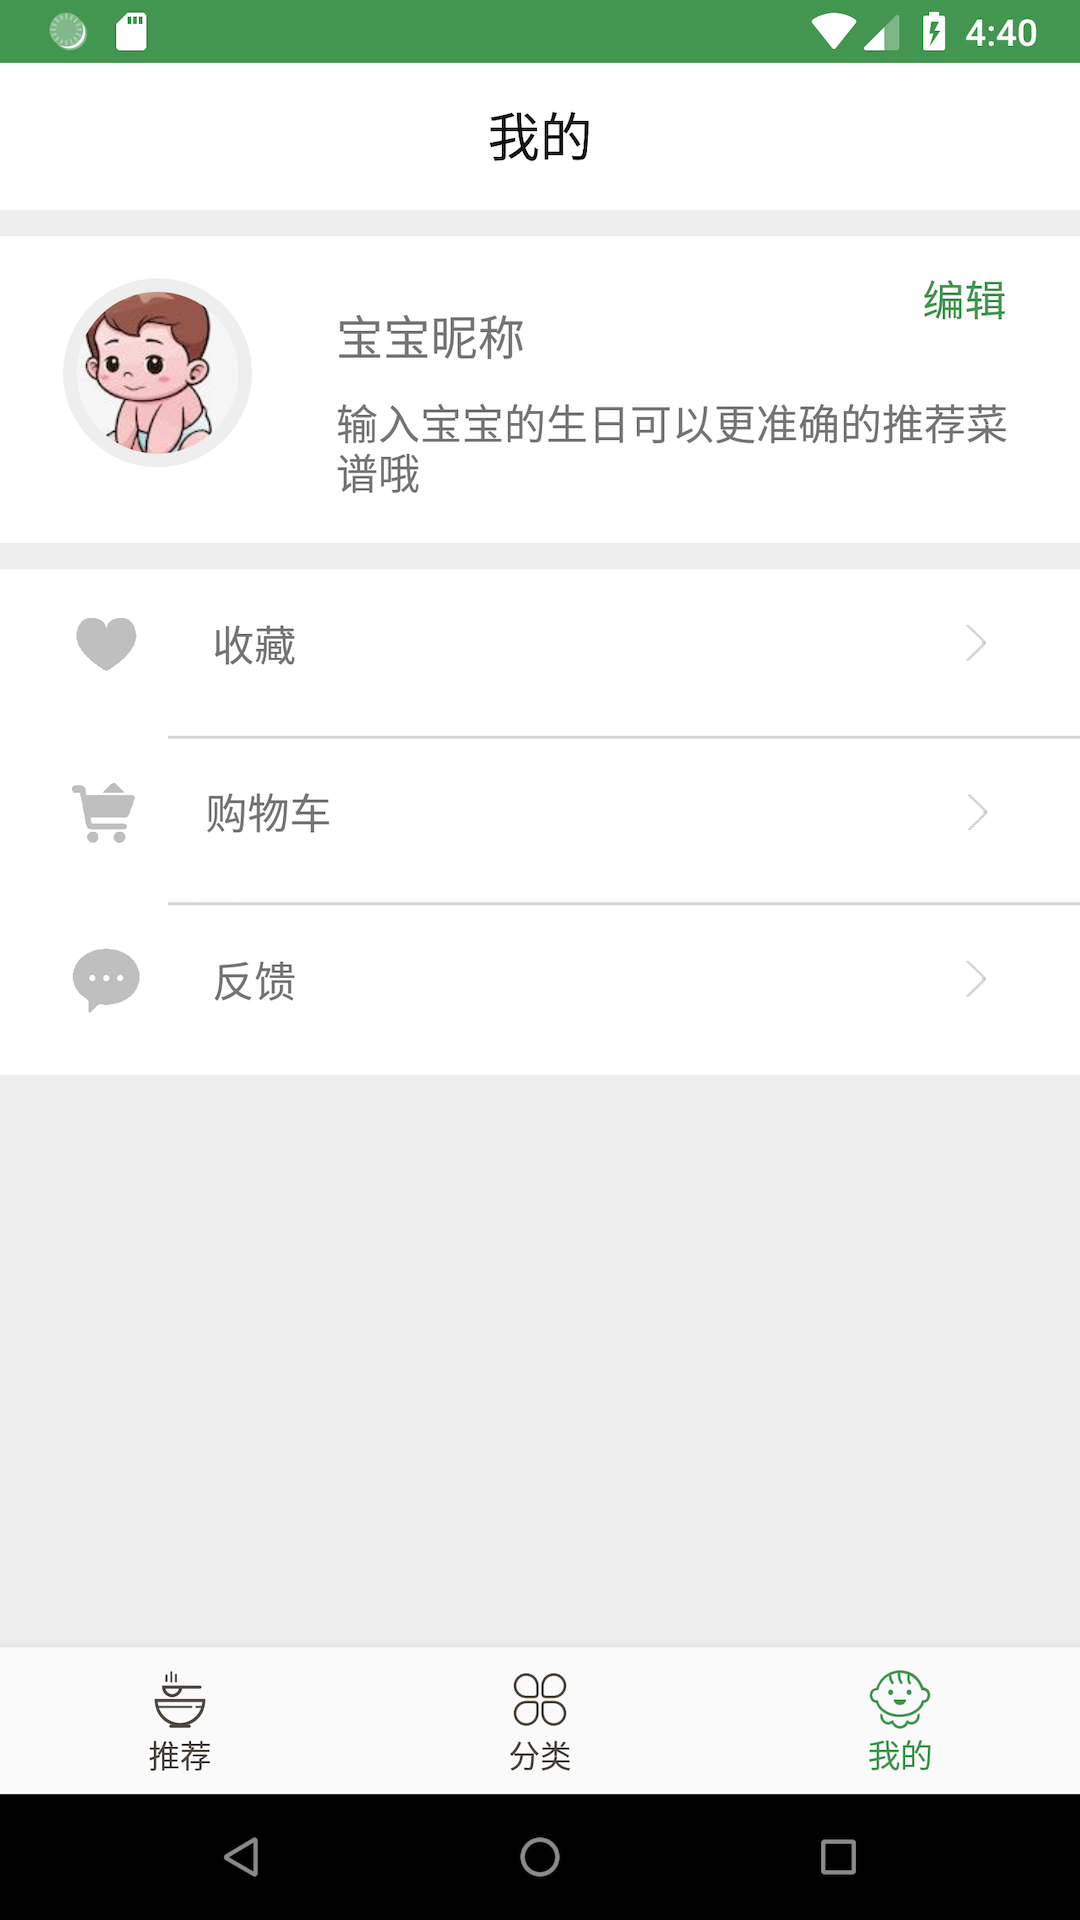 4:40
我的
编辑
宝宝昵称
输入宝宝的生日可以更准确的推荐菜
谱哦
收藏
购物车
反馈
推荐
分类
我的